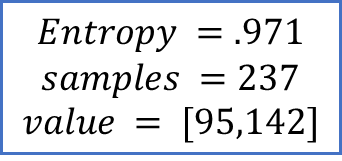 Entropy = .971
samples = 237
value = [95,142]